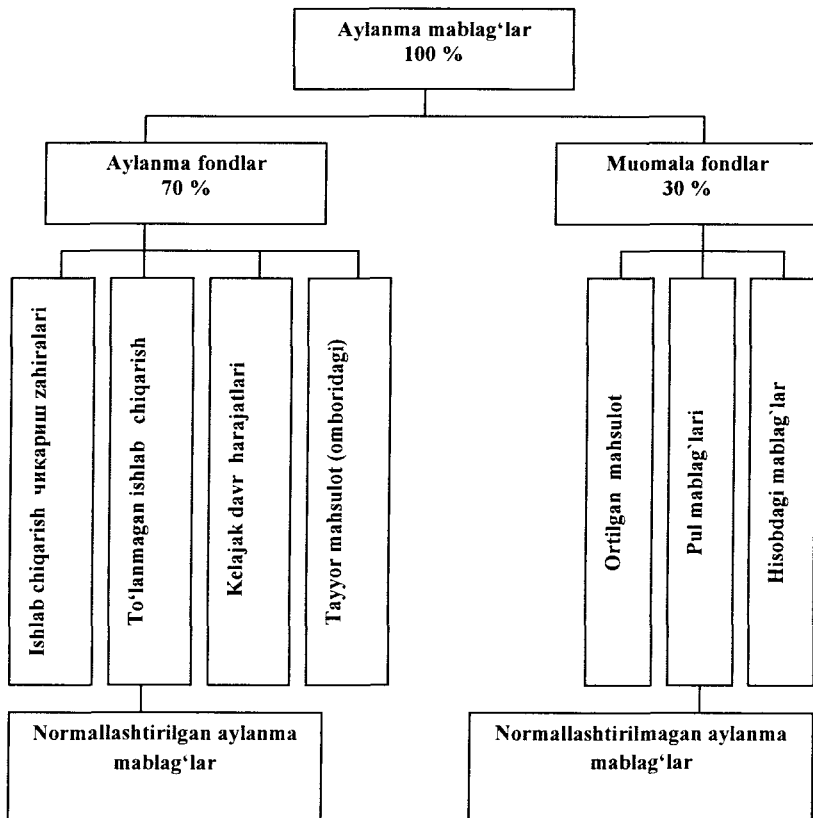 Aylanma mablag‘lar
100 %
Aylanma fondlar
70 %
Muomala fondlar
30 %
Ishlab chiqarish чикариш zahiralari
To‘lanmagan ishlab chiqarish
Kelajak davr harajatlari
Tayyor mahsulot (omboridagi)
Ortilgan mahsulot
Pul mablag`lari
Hisobdagi mablag`lar
Normallashtirilgan aylanma
mablag‘lar
Normallashtirilmagan aylanma
mablag‘lar